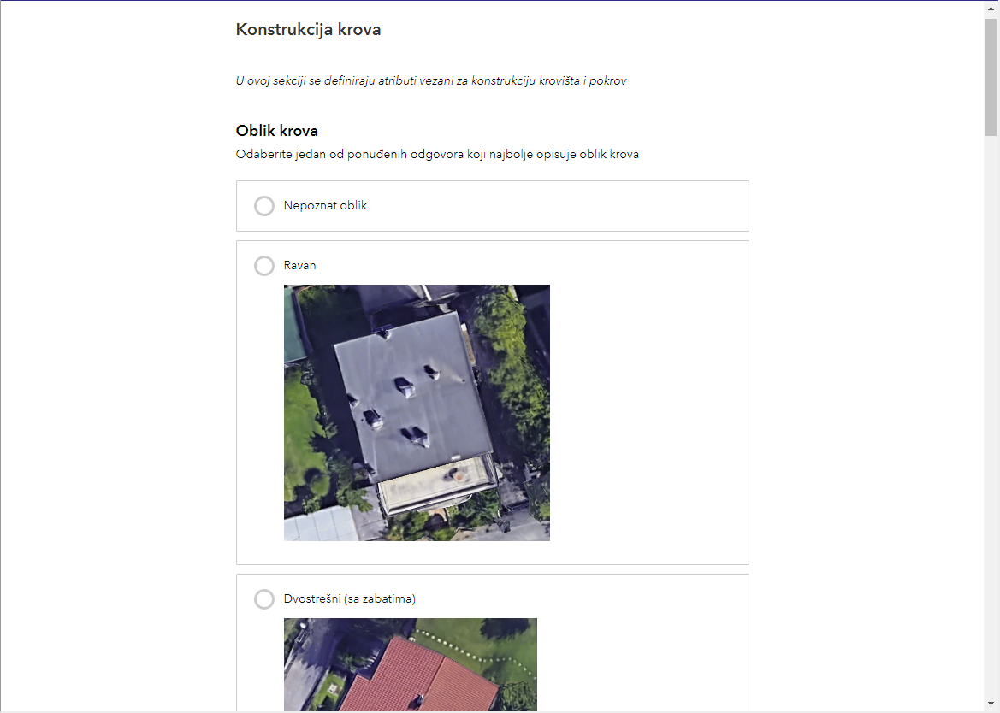 Konstrukcija krova
U ovoj sekciji se definiraju atributi vezani za konstrukciju krovišta i pokrov
Oblik krova
Odaberite jedan od ponuđenih odgovora koji najbolje opisuje oblik krova
Nepoznat oblik
Ravan
Dvostrešni (sa zabatima)